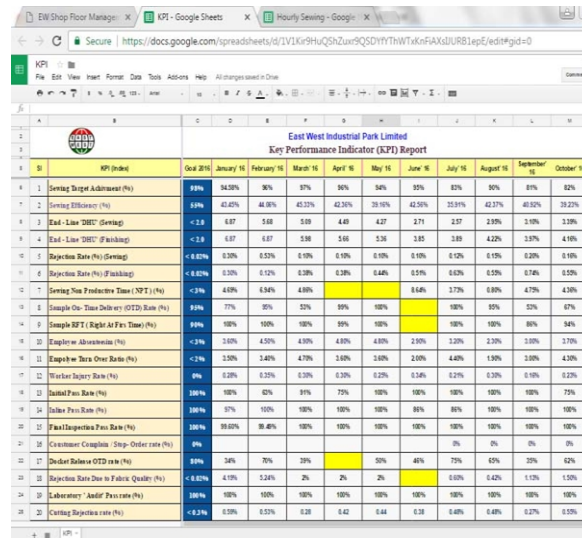 EW Shop Floor Manager
KPI - Google Sheets
Hourly Sewing - Google
Secure https://docs.google.com/spreadsheets/d/
KPI
File Edit View Insert Format Data Tools Add-ons Help All changes saved in Drive
East West Industrial Park Limited
Key Performance Indicator (KPI) Report
Sl KPI (Index) Goal 2016 January' 16 February' 16 March' 16 April' 16 May' 16 June' 16 July' 16 August' 16 September' 16 October' 1
1 Sewing Target Achivment (%) 98% 94.58% 96% 97% 96% 94% 95% 83% 90% 81% 82%
2 Sewing Efficiency (%) 55% 43.45% 44.06% 43.33% 42.36% 39.16% 42.56% 35.91% 42.37% 40.92% 39.23%
3 End - Line 'DHU' (Sewing) < 2.0 6.87 5.68 5.09 4.49 4.27 2.71 2.57 2.95% 3.10% 3.39%
4 End - Line 'DHU' (Finishing) < 2.0 6.87 6.87 5.98 5.66 5.36 3.85 3.89 4.22% 3.97% 4.16%
5 Rejection Rate (%) (Sewing) < 0.02% 0.30% 0.53% 0.10% 0.10% 0.10% 0.10% 0.12% 0.15% 0.20% 0.16%
6 Rejection Rate (%) (Finishing) < 0.02% 0.30% 0.12% 0.38% 0.38% 0.44% 0.51% 0.63% 0.55% 0.74% 0.55%
7 Sewing Non Productive Time ( NPT ) (%) <3% 4.69% 6.94% 4.86% 8.64% 3.73% 0.80% 4.75% 4.36%
8 Sample On- Time Delivery (OTD) Rate (%) 95% 77% 95% 53% 99% 100% 100% 95% 53% 67%
9 Sample RFT ( Right At Firs Time) (%) 90% 100% 100% 100% 99% 100% 100% 100% 86% 94%
10 Employee Absenteeism (%) <3% 2.60% 4.50% 4.90% 4.80% 4.80% 2.90% 3.20% 2.30% 3.00% 2.70%
11 Empolyee Turn Over Ratio (%) <2% 3.50% 3.40% 4.70% 3.60% 3.60% 2.00% 4.40% 1.90% 3.00% 4.30%
12 Worker Injury Rate (%) 0% 0.28% 0.35% 0.30% 0.30% 0.25% 0.34% 0.21% 0.30% 0.16% 0.23%
13 Initial Pass Rate (%) 100% 100% 63% 91% 75% 100% 100% 100% 100% 100% 75%
14 Inline Pass Rate (%) 100% 97% 100% 100% 100% 100% 86% 86% 100% 100% 100%
15 Final Inspection Pass Rate (%) 100% 99.60% 99.40% 100% 100% 100% 100% 100% 100% 100% 100%
16 Constumer Complain / Stop- Order rate (%) 0% 0% 0% 0% 0%
17 Docket Release OTD rate (%) 80% 34% 70% 39% 50% 46% 75% 65% 35% 62%
18 Rejection Rate Due to Fabric Quality (%) < 0.02% 4.19% 5.24% 2% 2% 2% 0.60% 0.42% 1.13% 1.50%
19 Laboratory ' Audit' Pass rate (%) 100% 100% 100% 100% 100% 100% 100% 100% 100% 100% 100%
20 Cutting Rejection rate (%) < 0.3% 0.59% 0.53% 0.28 0.42 0.44 0.38 0.48% 0.48% 0.27% 0.55%
KPI